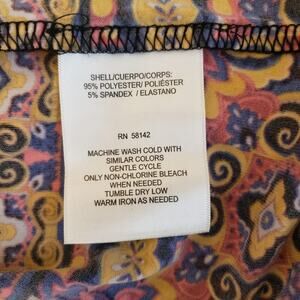 SHELL/CUERPO/CORPS:
95% POLYESTER/ POLIÉSTER
5% SPANDEX / ELASTANO
RN 58142
MACHINE WASH COLD WITH
SIMILAR COLORS
GENTLE CYCLE
ONLY NON-CHLORINE BLEACH
WHEN NEEDED
TUMBLE DRY LOW
WARM IRON AS NEEDED